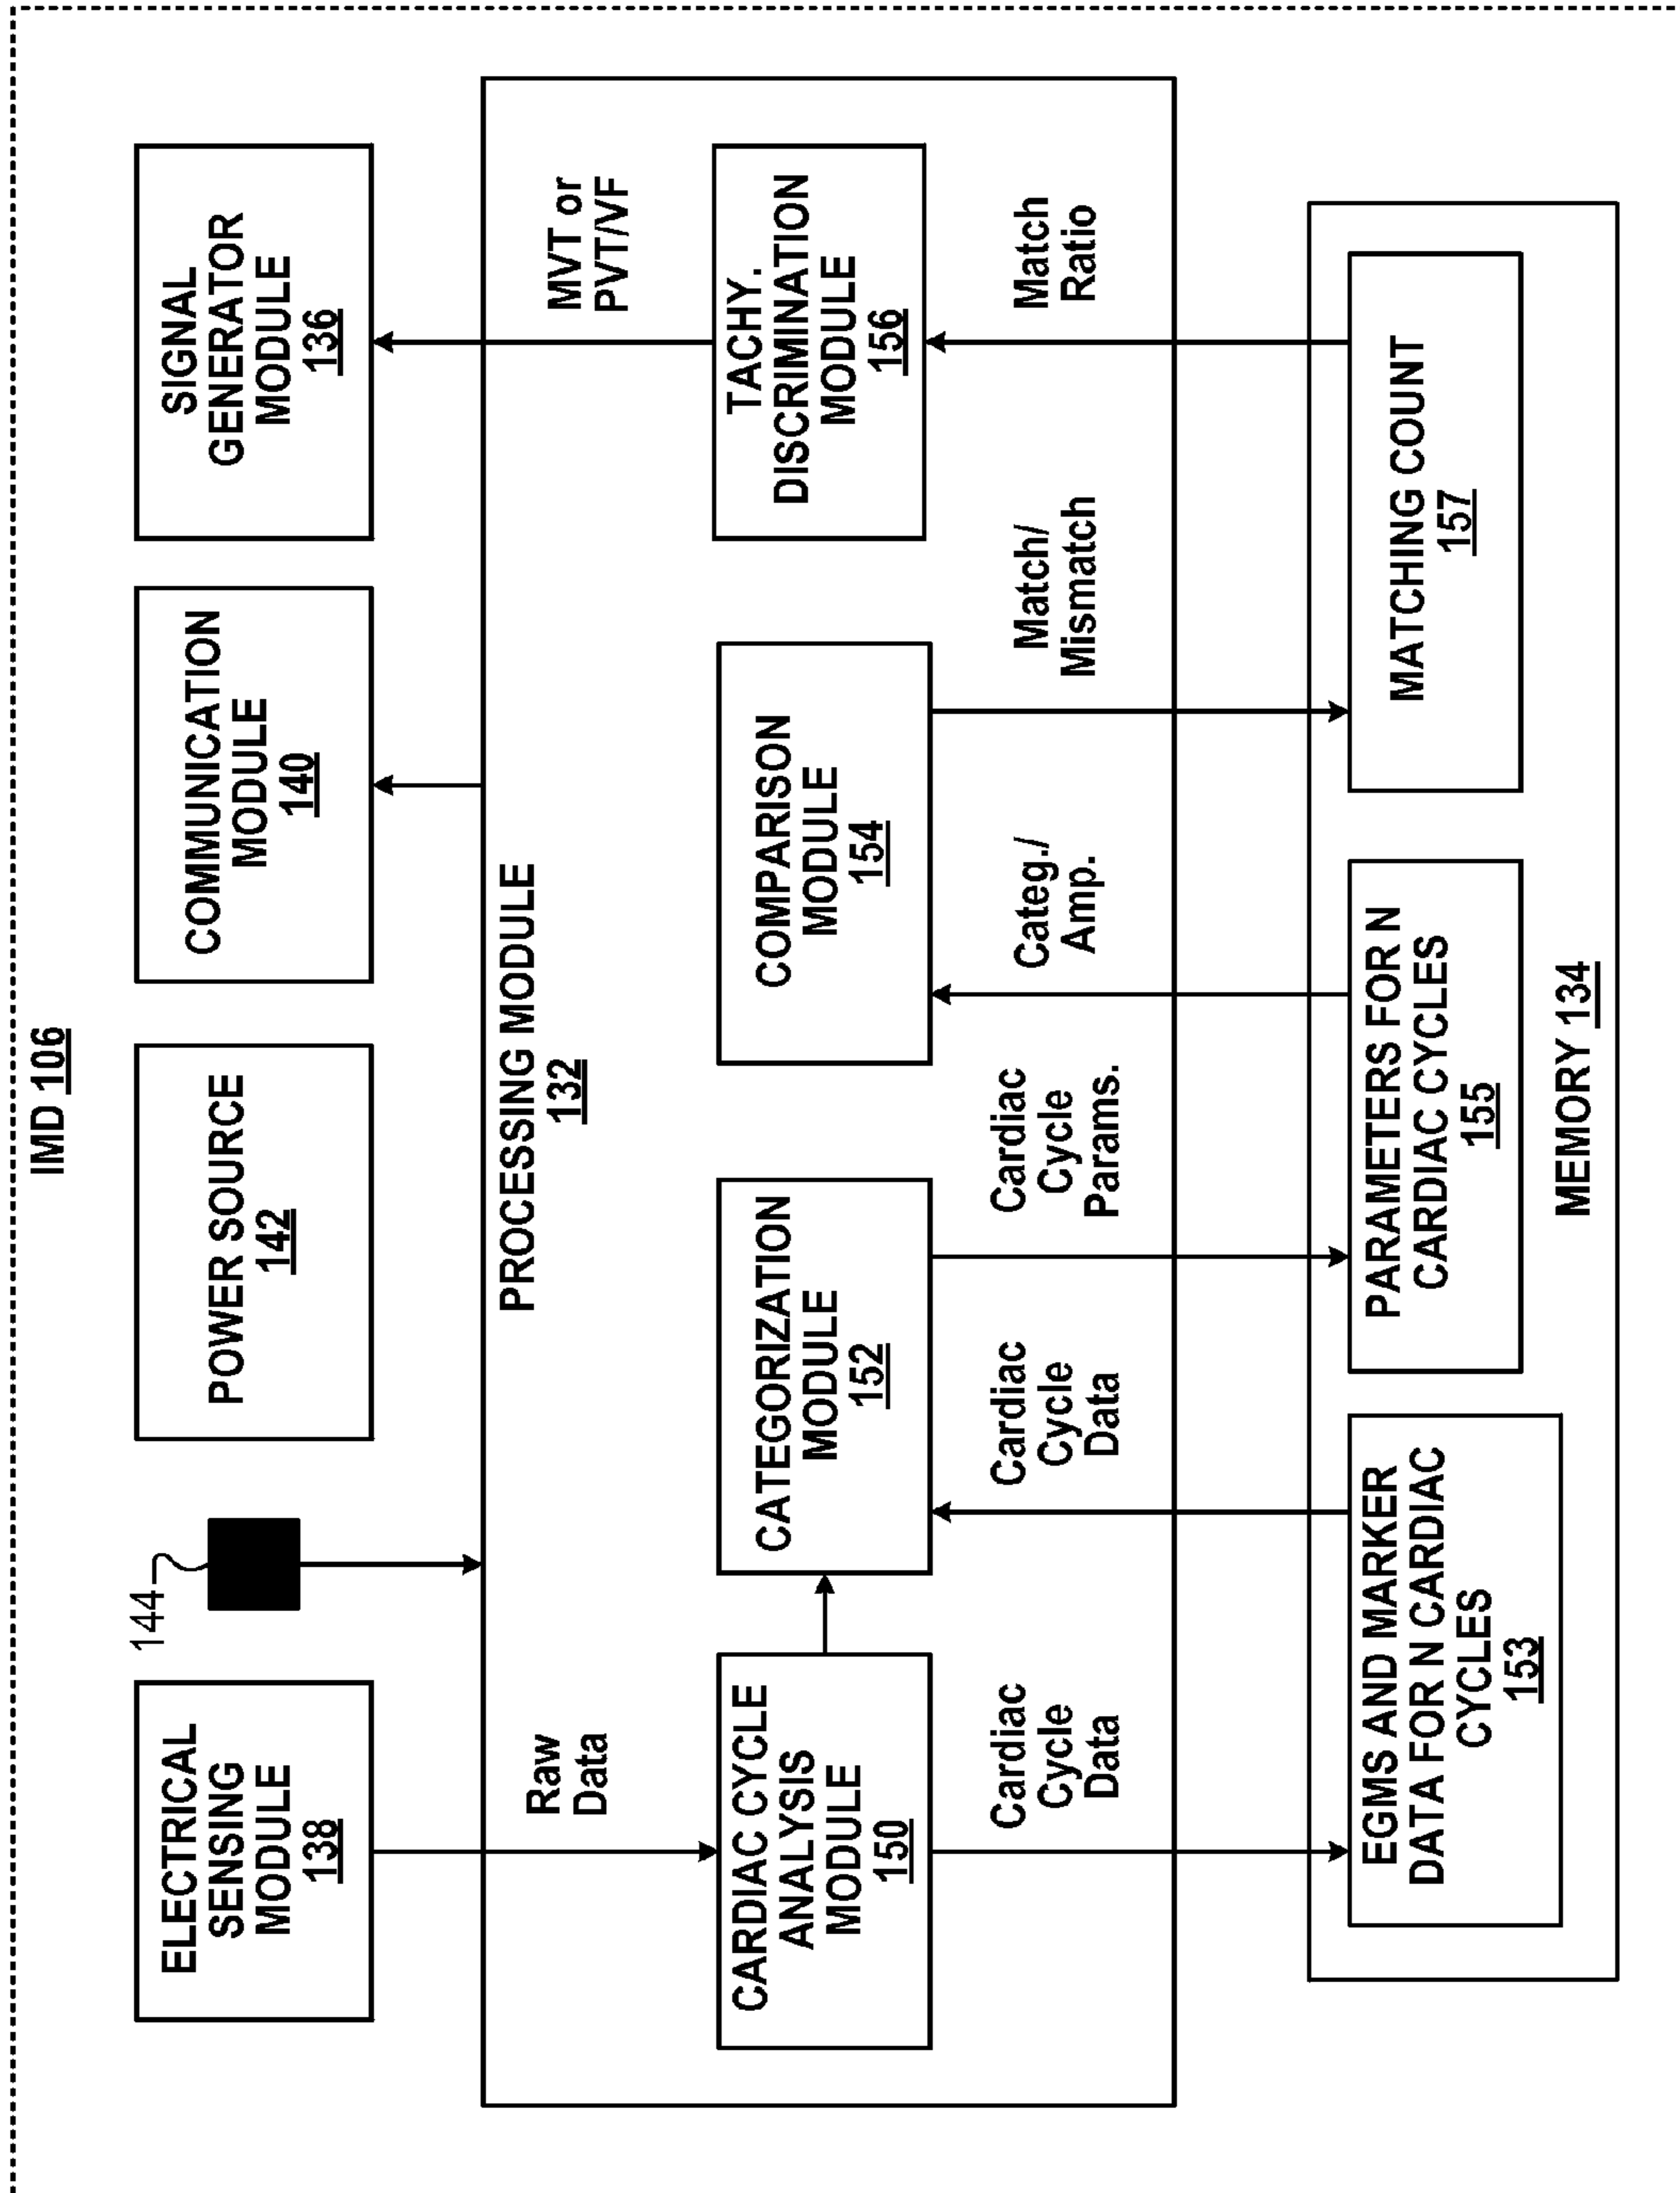 IMD 106
ELECTRICAL
SENSING
MODULE
138
144
POWER SOURCE
142
COMMUNICATION
MODULE
140
SIGNAL
GENERATOR
MODULE
136
PROCESSING MODULE
132
Raw
Data
MVT or
PVT/VF
CARDIAC CYCLE
ANALYSIS
MODULE
150
CATEGORIZATION
MODULE
152
COMPARISON
MODULE
154
TACHY.
DISCRIMINATION
MODULE
156
Cardiac
Cycle
Data
Cardiac
Cycle
Data
Cardiac
Cycle
Params.
Categ./
Amp.
Match/
Mismatch
Match
Ratio
EGMS AND MARKER
DATA FOR N CARDIAC
CYCLES
153
PARAMETERS FOR N
CARDIAC CYCLES
155
MATCHING COUNT
157
MEMORY 134